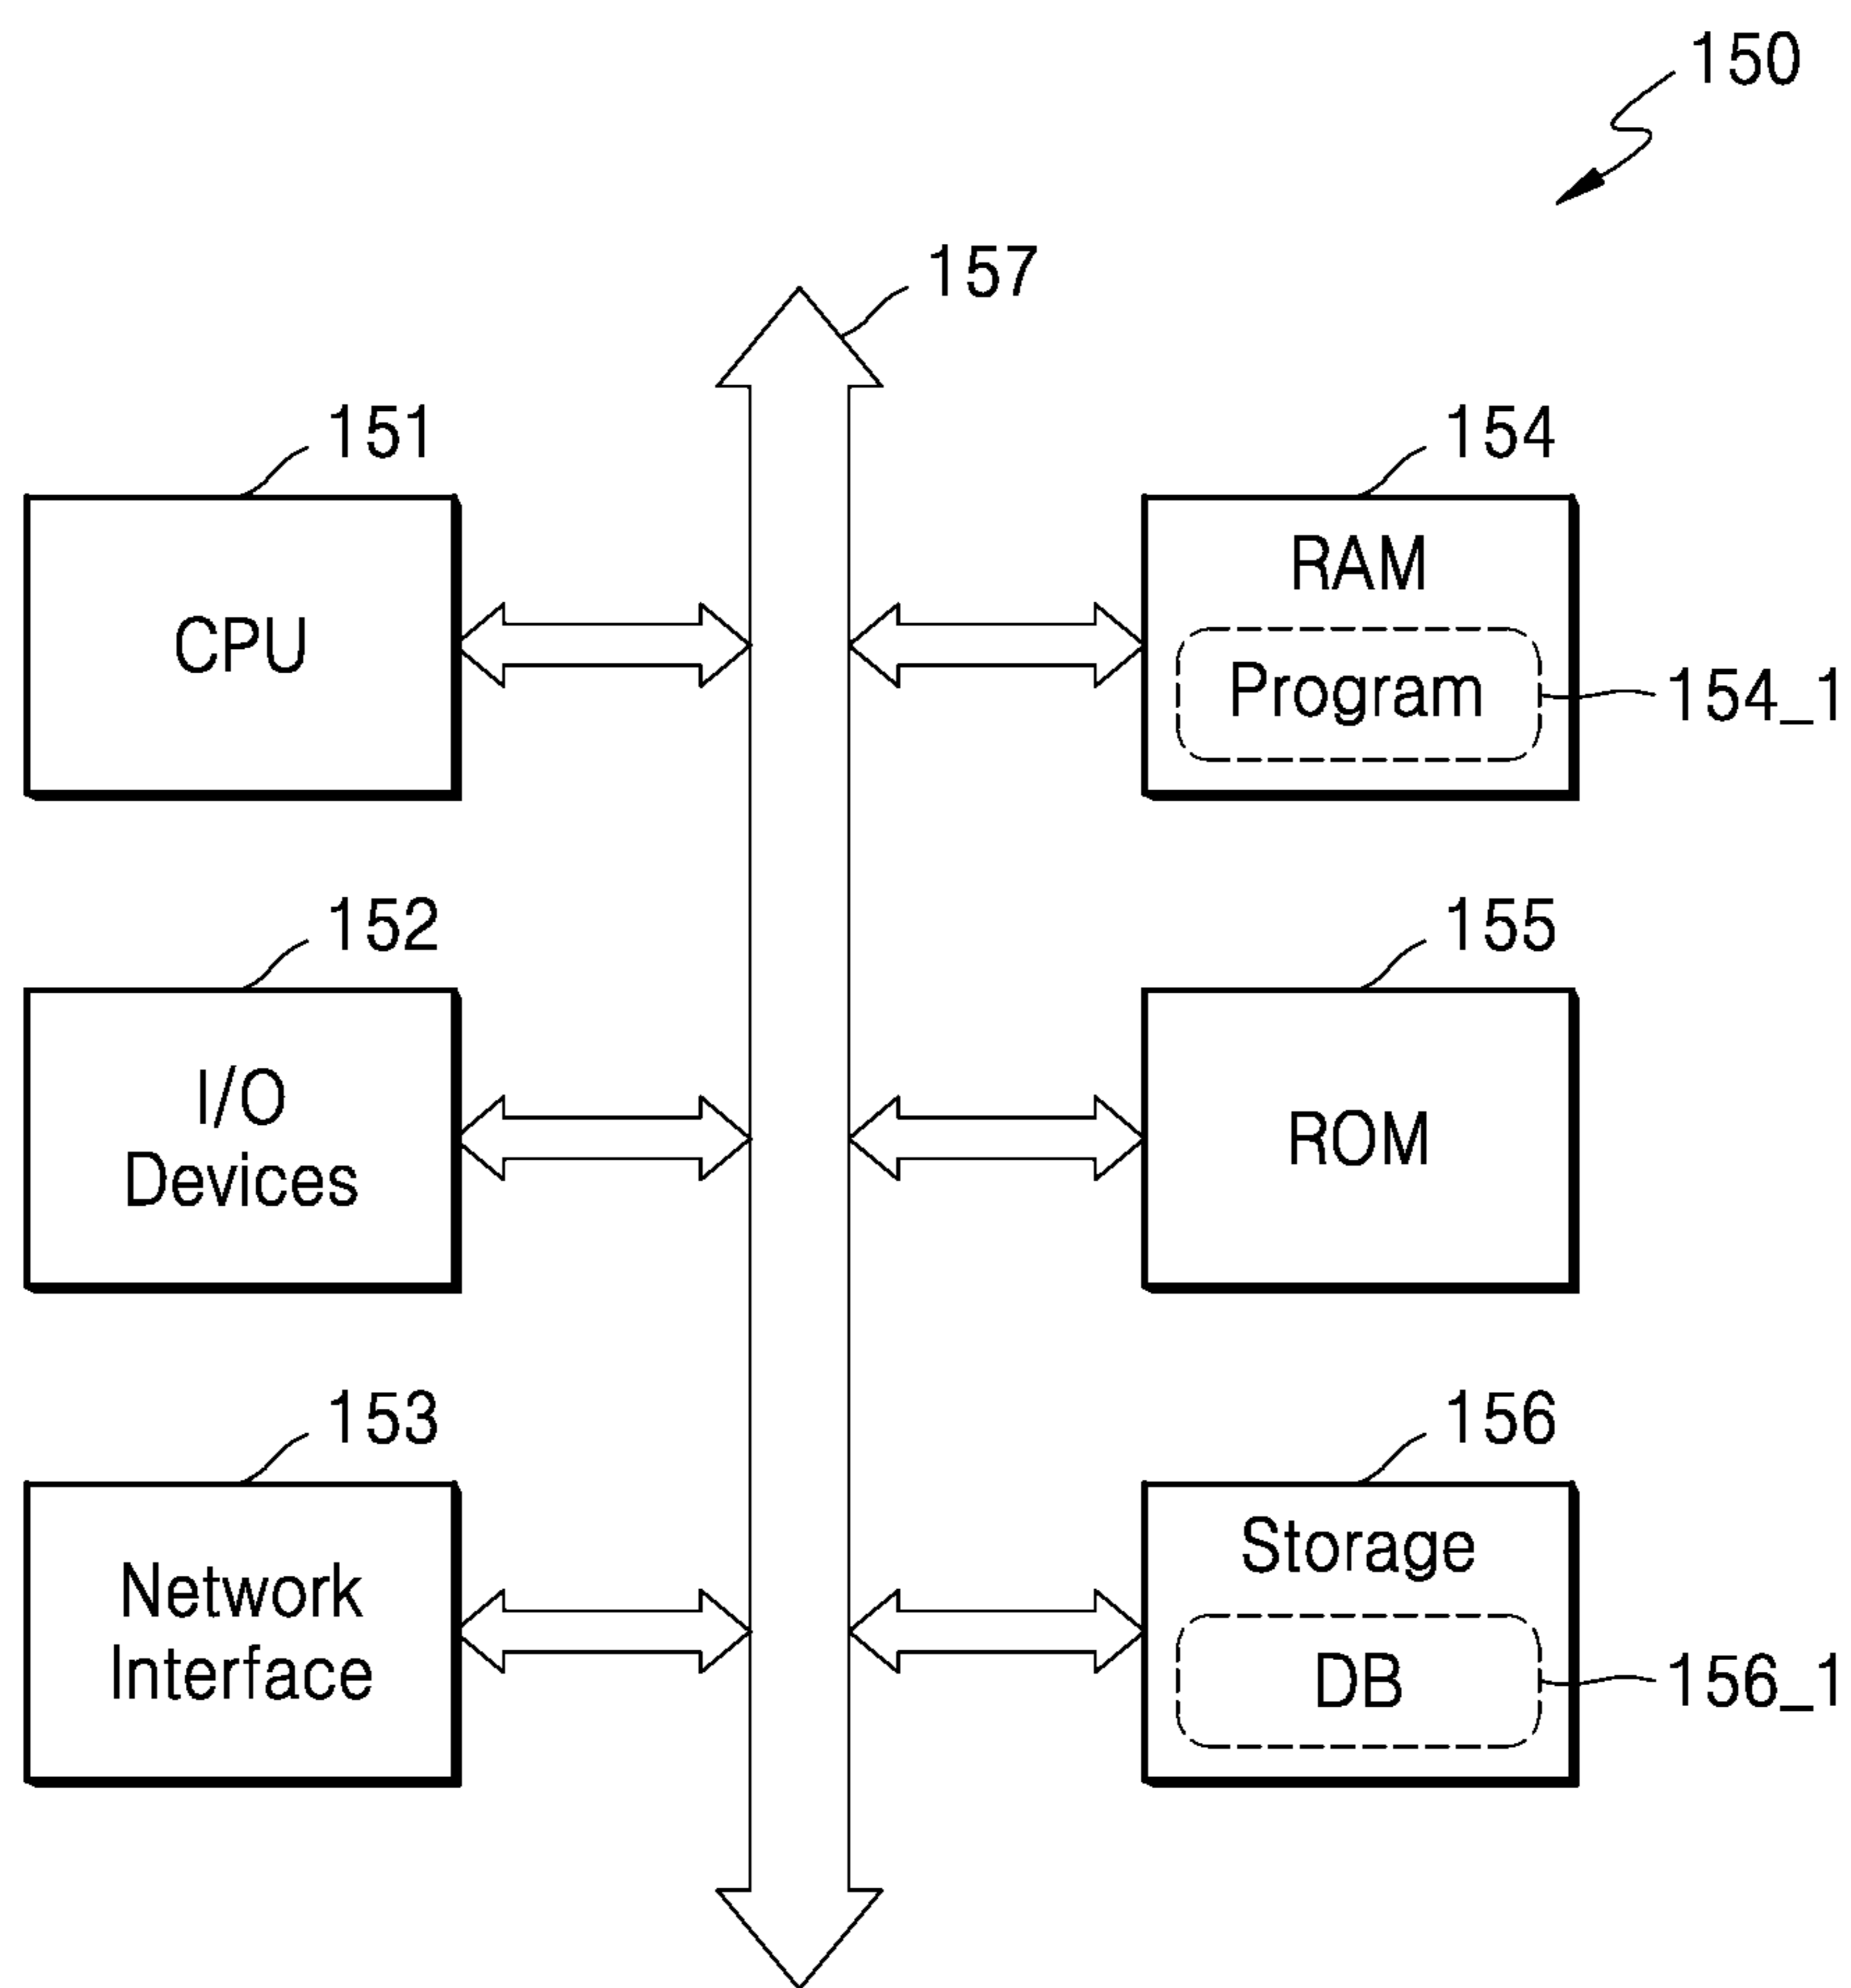 150
157
151
154
CPU
RAM
Program
154_1
152
155
I/O
Devices
ROM
153
156
Network
Interface
Storage
DB
156_1